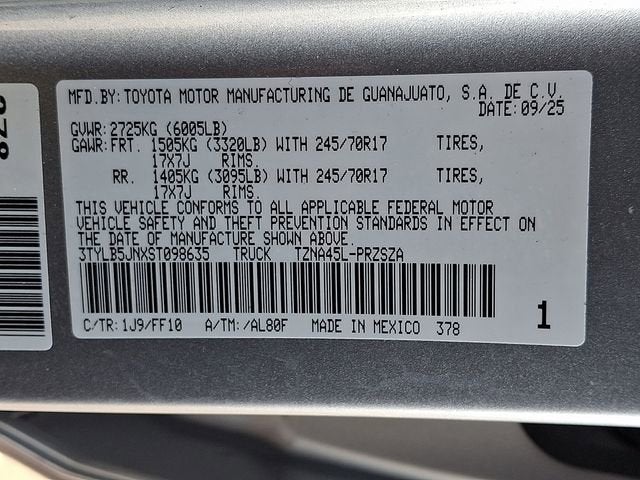 MFD.BY:TOYOTA MOTOR MANUFACTURING DE GUANAJUATO, S.A. DE C.V.
DATE:09/25
GVWR:2725KG (6005LB)
GAWR:FRT. 1505KG (3320LB) WITH 245/70R17 TIRES,
17X7J RIMS.
RR. 1405KG (3095LB) WITH 245/70R17 TIRES,
17X7J RIMS.
THIS VEHICLE CONFORMS TO ALL APPLICABLE FEDERAL MOTOR
VEHICLE SAFETY AND THEFT PREVENTION STANDARDS IN EFFECT ON
THE DATE OF MANUFACTURE SHOWN ABOVE.
3TYLB5JNXST098635 TRUCK TZNA45L-PRZSZA
C/TR:1J9/FF10 A/TM:/AL80F MADE IN MEXICO 378
1